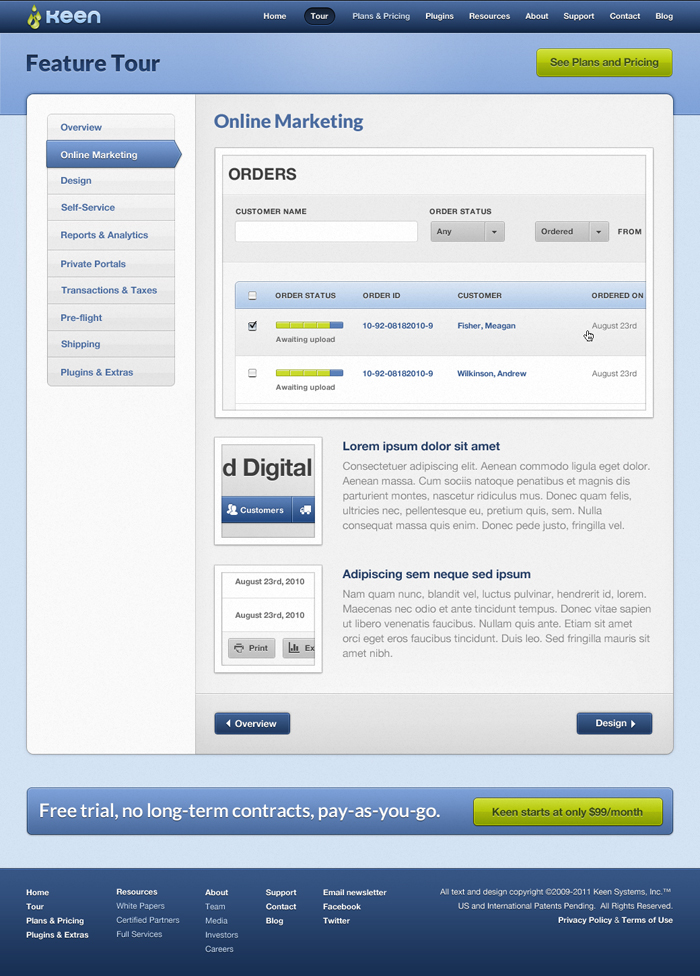 Keen
Home Tour Plans & Pricing Plugins Resources About Support Contact Blog
Feature Tour
See Plans and Pricing
Overview
Online Marketing
Design
Self-Service
Reports & Analytics
Private Portals
Transactions & Taxes
Pre-flight
Shipping
Plugins & Extras
Online Marketing
ORDERS
CUSTOMER NAME ORDER STATUS
Any Ordered FROM
ORDER STATUS ORDER ID CUSTOMER ORDERED ON
10-92-08182010-9 Fisher, Meagan August 23rd
Awaiting upload
10-92-08182010-9 Wilkinson, Andrew August 23rd
Awaiting upload
d Digital
Customers
Lorem ipsum dolor sit amet
Consectetuer adipiscing elit. Aenean commodo ligula eget dolor.
Aenean massa. Cum sociis natoque penatibus et magnis dis
parturient montes, nascetur ridiculus mus. Donec quam felis,
ultricies nec, pellentesque eu, pretium quis, sem. Nulla
consequat massa quis enim. Donec pede justo, fringilla vel.
August 23rd, 2010
August 23rd, 2010
Print Ex
Adipiscing sem neque sed ipsum
Nam quam nunc, blandit vel, luctus pulvinar, hendrerit id, lorem.
Maecenas nec odio et ante tincidunt tempus. Donec vitae sapien
ut libero venenatis faucibus. Nullam quis ante. Etiam sit amet
orci eget eros faucibus tincidunt. Duis leo. Sed fringilla mauris sit
amet nibh.
Overview
Design
Free trial, no long-term contracts, pay-as-you-go.
Keen starts at only $99/month
Home
Tour
Plans & Pricing
Plugins & Extras
Resources
White Papers
Certified Partners
Full Services
About
Team
Media
Investors
Careers
Support
Contact
Blog
Email newsletter
Facebook
Twitter
All text and design copyright ©2009-2011 Keen Systems, Inc.™
US and International Patents Pending. All Rights Reserved.
Privacy Policy & Terms of Use